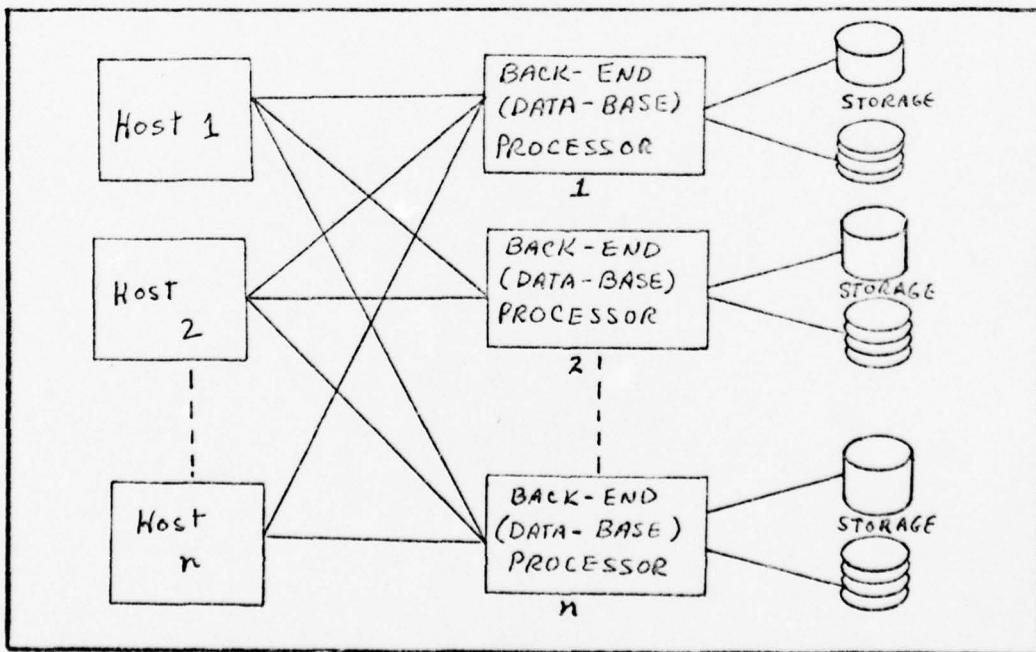 Host 1
BACK-END
(DATA-BASE)
PROCESSOR
1
STORAGE
Host
2
BACK-END
(DATA-BASE)
PROCESSOR
2
STORAGE
Host
n
BACK-END
(DATA-BASE)
PROCESSOR
n
STORAGE